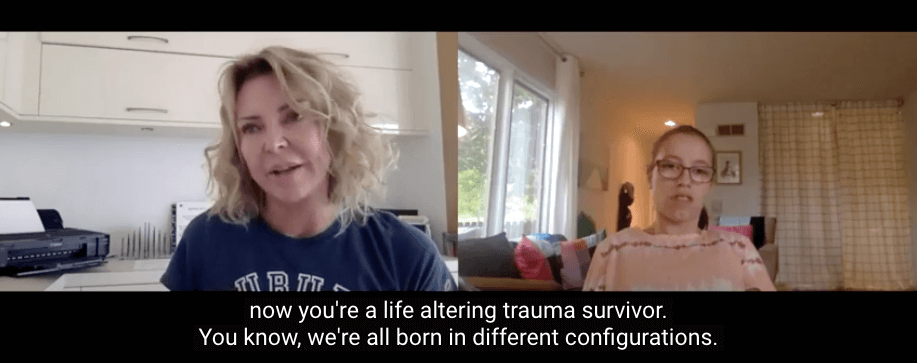 now you're a life altering trauma survivor.
You know, we're all born in different configurations.